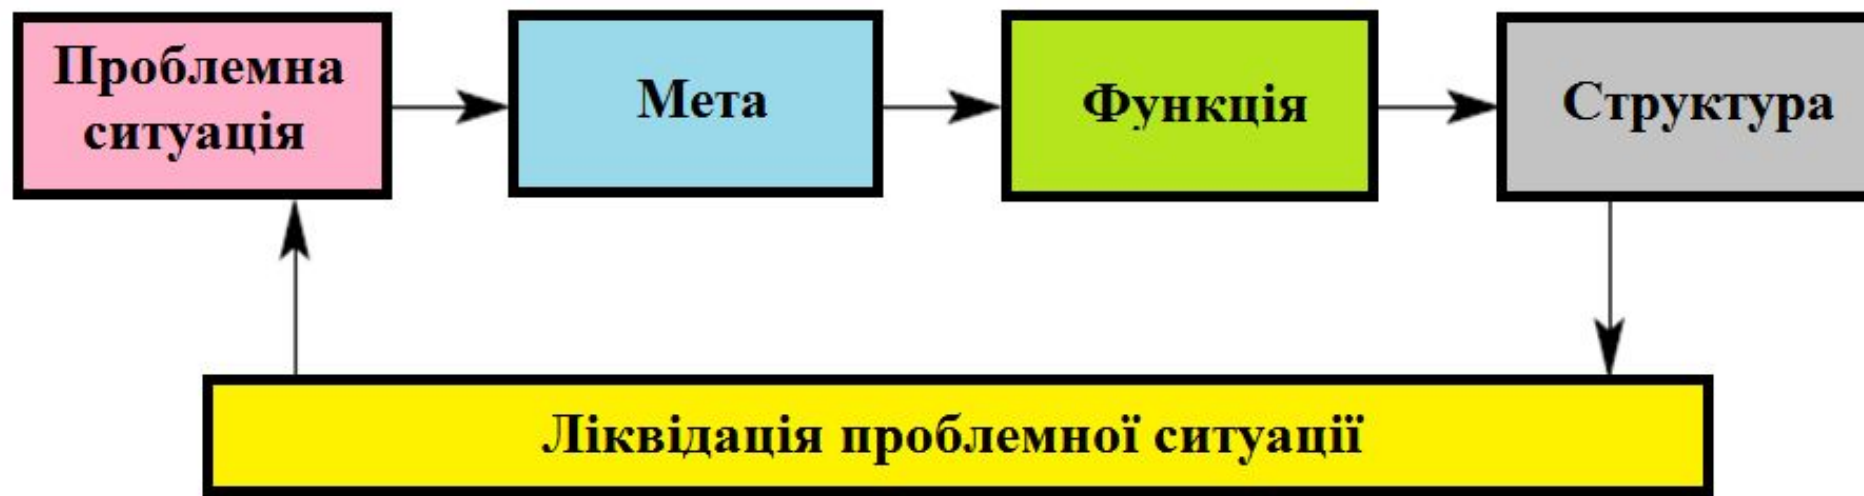 Проблемна
ситуація
Мета
Функція
Структура
Ліквідація проблемної ситуації